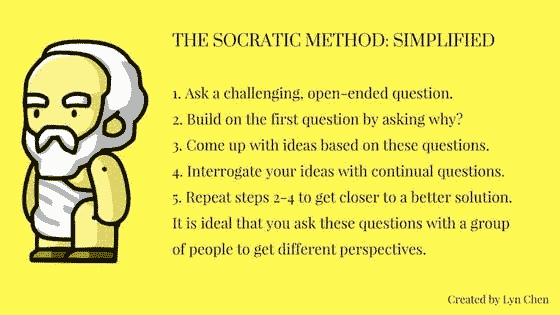 THE SOCRATIC METHOD: SIMPLIFIED
1. Ask a challenging, open-ended question.
2. Build on the first question by asking why?
3. Come up with ideas based on these questions.
4. Interrogate your ideas with continual questions.
5. Repeat steps 2-4 to get closer to a better solution.
It is ideal that you ask these questions with a group
of people to get different perspectives.
Created by Lyn Chen